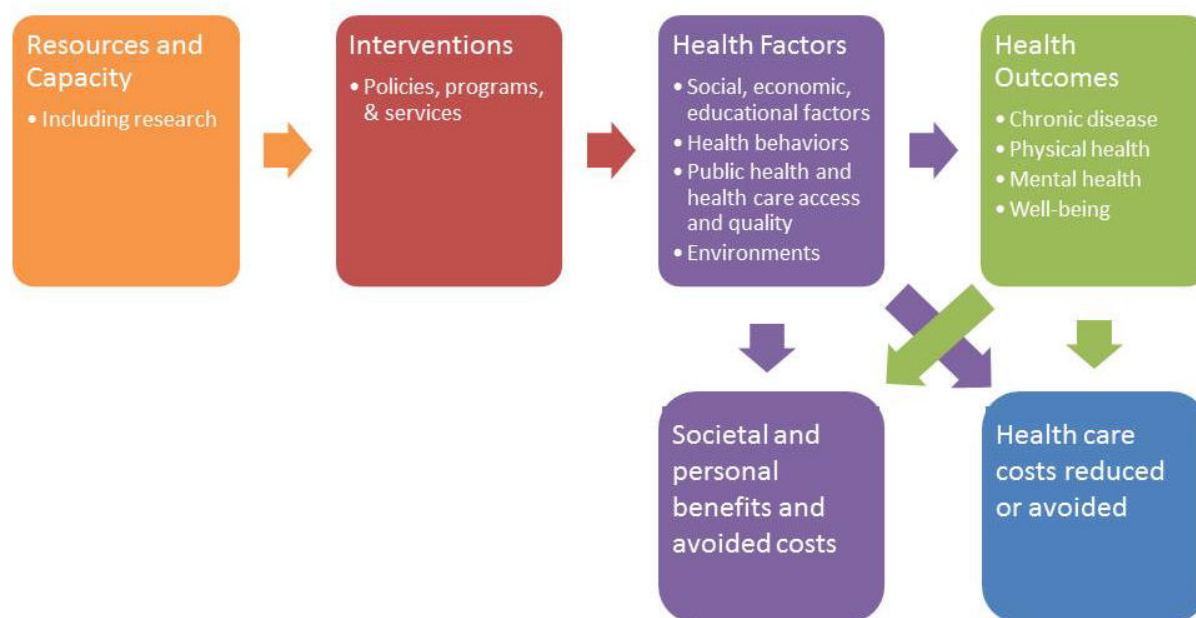 Resources and
Capacity
• Including research
Interventions
• Policies, programs,
& services
Health Factors
• Social, economic,
educational factors
• Health behaviors
• Public health and
health care access
and quality
• Environments
Health
Outcomes
• Chronic disease
• Physical health
• Mental health
• Well-being
Societal and
personal
benefits and
avoided costs
Health care
costs reduced
or avoided